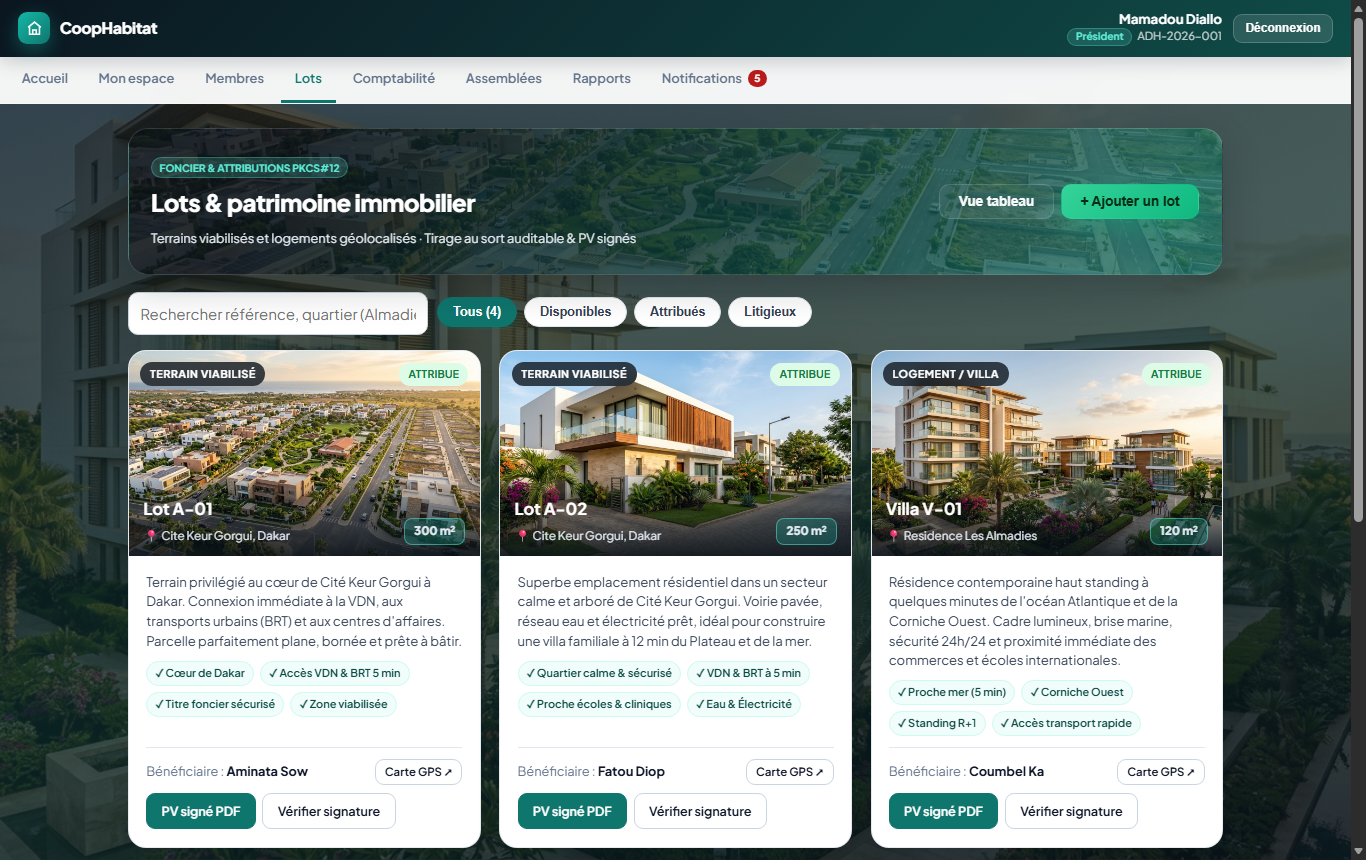 CoopHabitat
Mamadou Diallo
Président ADH-2026-001
Déconnexion
Accueil Mon espace Membres Lots Comptabilité Assemblées Rapports Notifications 5
FONCIER & ATTRIBUTIONS PKCS#12
Lots & patrimoine immobilier
Terrains viabilisés et logements géolocalisés · Tirage au sort auditable & PV signés
Vue tableau
+ Ajouter un lot
Rechercher référence, quartier (Almadie
Tous (4) Disponibles Attribués Litigieux
TERRAIN VIABILISÉ ATTRIBUE
Lot A-01
📍 Cite Keur Gorgui, Dakar
300 m²
Terrain privilégié au cœur de Cité Keur Gorgui à
Dakar. Connexion immédiate à la VDN, aux
transports urbains (BRT) et aux centres d'affaires.
Parcelle parfaitement plane, bornée et prête à bâtir.
✓ Cœur de Dakar ✓ Accès VDN & BRT 5 min
✓ Titre foncier sécurisé ✓ Zone viabilisée
Bénéficiaire : Aminata Sow
Carte GPS ↗
PV signé PDF Vérifier signature
TERRAIN VIABILISÉ ATTRIBUE
Lot A-02
📍 Cite Keur Gorgui, Dakar
250 m²
Superbe emplacement résidentiel dans un secteur
calme et arboré de Cité Keur Gorgui. Voirie pavée,
réseau eau et électricité prêt, idéal pour construire
une villa familiale à 12 min du Plateau et de la mer.
✓ Quartier calme & sécurisé ✓ VDN & BRT à 5 min
✓ Proche écoles & cliniques ✓ Eau & Électricité
Bénéficiaire : Fatou Diop
Carte GPS ↗
PV signé PDF Vérifier signature
LOGEMENT / VILLA ATTRIBUE
Villa V-01
📍 Residence Les Almadies
120 m²
Résidence contemporaine haut standing à
quelques minutes de l'océan Atlantique et de la
Corniche Ouest. Cadre lumineux, brise marine,
sécurité 24h/24 et proximité immédiate des
commerces et écoles internationales.
✓ Proche mer (5 min) ✓ Corniche Ouest
✓ Standing R+1 ✓ Accès transport rapide
Bénéficiaire : Coumbel Ka
Carte GPS ↗
PV signé PDF Vérifier signature